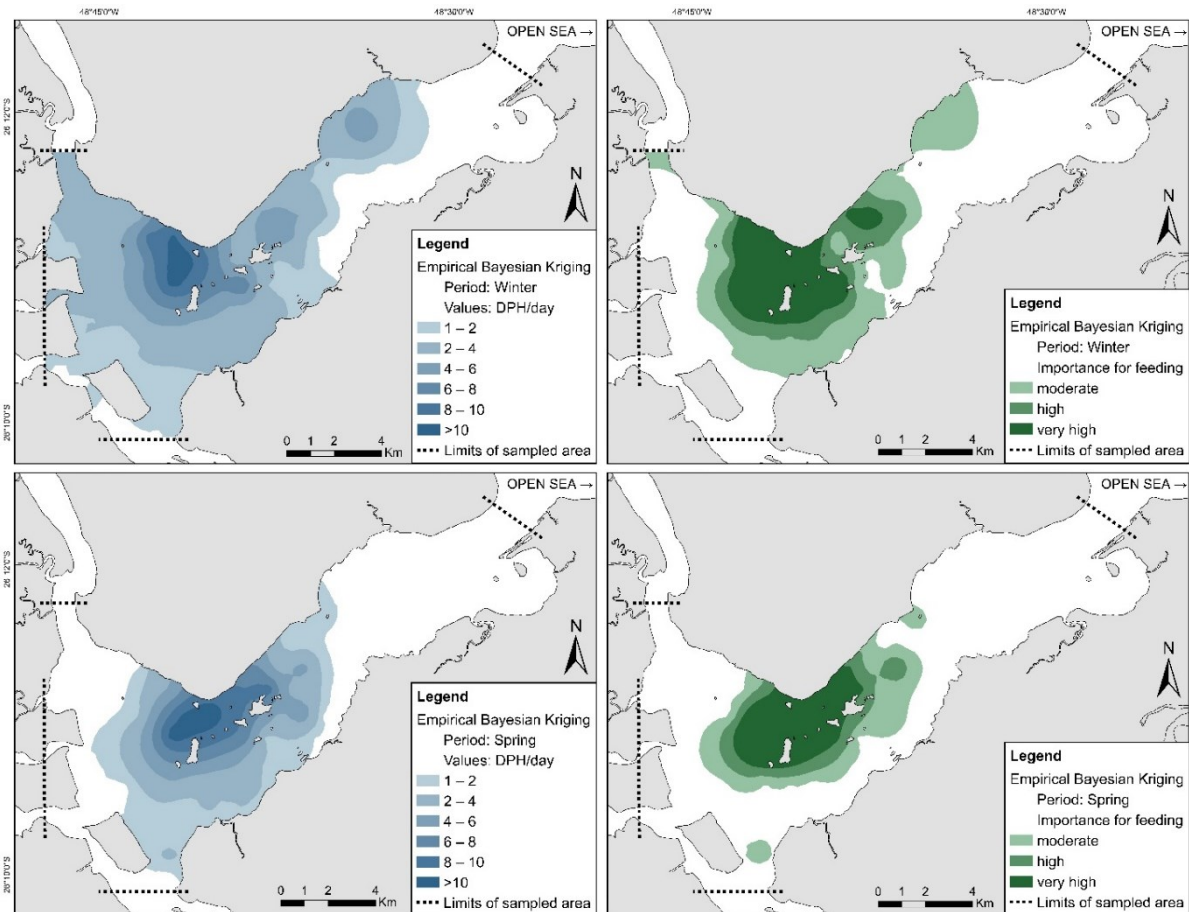 48°45'0"W 48°30'0"W
OPEN SEA →
26°12'0"S
N
Legend
Empirical Bayesian Kriging
Period: Winter
Values: DPH/day
1 – 2
2 – 4
4 – 6
6 – 8
8 – 10
>10
Limits of sampled area
26°10'0"S
0 1 2 4
Km
48°45'0"W 48°30'0"W
OPEN SEA →
N
Legend
Empirical Bayesian Kriging
Period: Winter
Importance for feeding
moderate
high
very high
Limits of sampled area
0 1 2 4
Km
OPEN SEA →
26°12'0"S
N
Legend
Empirical Bayesian Kriging
Period: Spring
Values: DPH/day
1 – 2
2 – 4
4 – 6
6 – 8
8 – 10
>10
Limits of sampled area
26°10'0"S
0 1 2 4
Km
OPEN SEA →
N
Legend
Empirical Bayesian Kriging
Period: Spring
Importance for feeding
moderate
high
very high
Limits of sampled area
0 1 2 4
Km